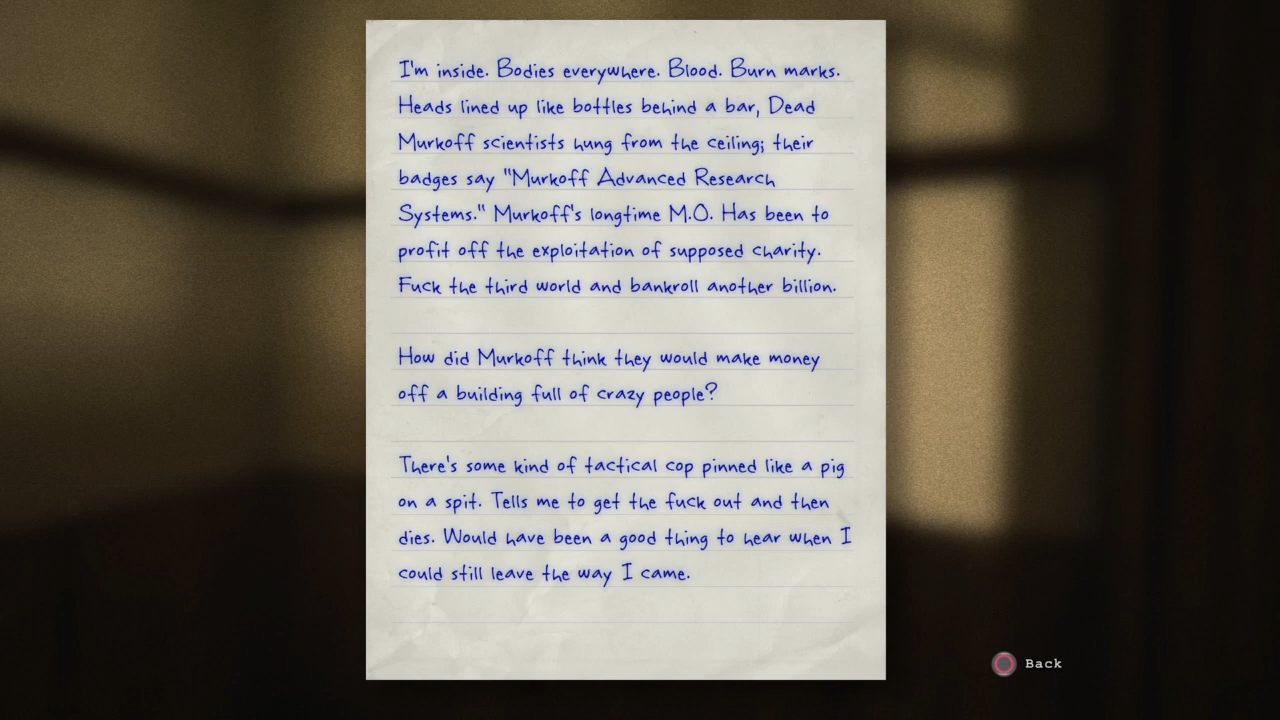 I'm inside. Bodies everywhere. Blood. Burn marks.
Heads lined up like bottles behind a bar, Dead
Murkoff scientists hung from the ceiling; their
badges say "Murkoff Advanced Research
Systems." Murkoff's longtime M.O. Has been to
profit off the exploitation of supposed charity.
Fuck the third world and bankroll another billion.
How did Murkoff think they would make money
off a building full of crazy people?
There's some kind of tactical cop pinned like a pig
on a spit. Tells me to get the fuck out and then
dies. Would have been a good thing to hear when I
could still leave the way I came.
Back